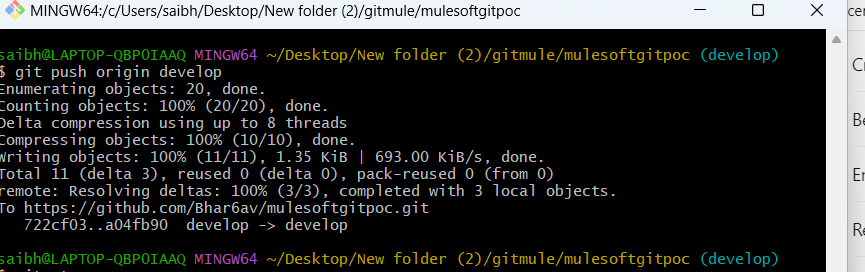 MINGW64:/c/Users/saibh/Desktop/New folder (2)/gitmule/mulesoftgitpoc
saibh@LAPTOP-QBPOIAAQ MINGW64 ~/Desktop/New folder (2)/gitmule/mulesoftgitpoc (develop)
$ git push origin develop
Enumerating objects: 20, done.
Counting objects: 100% (20/20), done.
Delta compression using up to 8 threads
Compressing objects: 100% (10/10), done.
Writing objects: 100% (11/11), 1.35 KiB | 693.00 KiB/s, done.
Total 11 (delta 3), reused 0 (delta 0), pack-reused 0 (from 0)
remote: Resolving deltas: 100% (3/3), completed with 3 local objects.
To https://github.com/Bhar6av/mulesoftgitpoc.git
722cf03..a04fb90 develop -> develop
saibh@LAPTOP-QBPOIAAQ MINGW64 ~/Desktop/New folder (2)/gitmule/mulesoftgitpoc (develop)
cer
Cr
Be
Er
Re